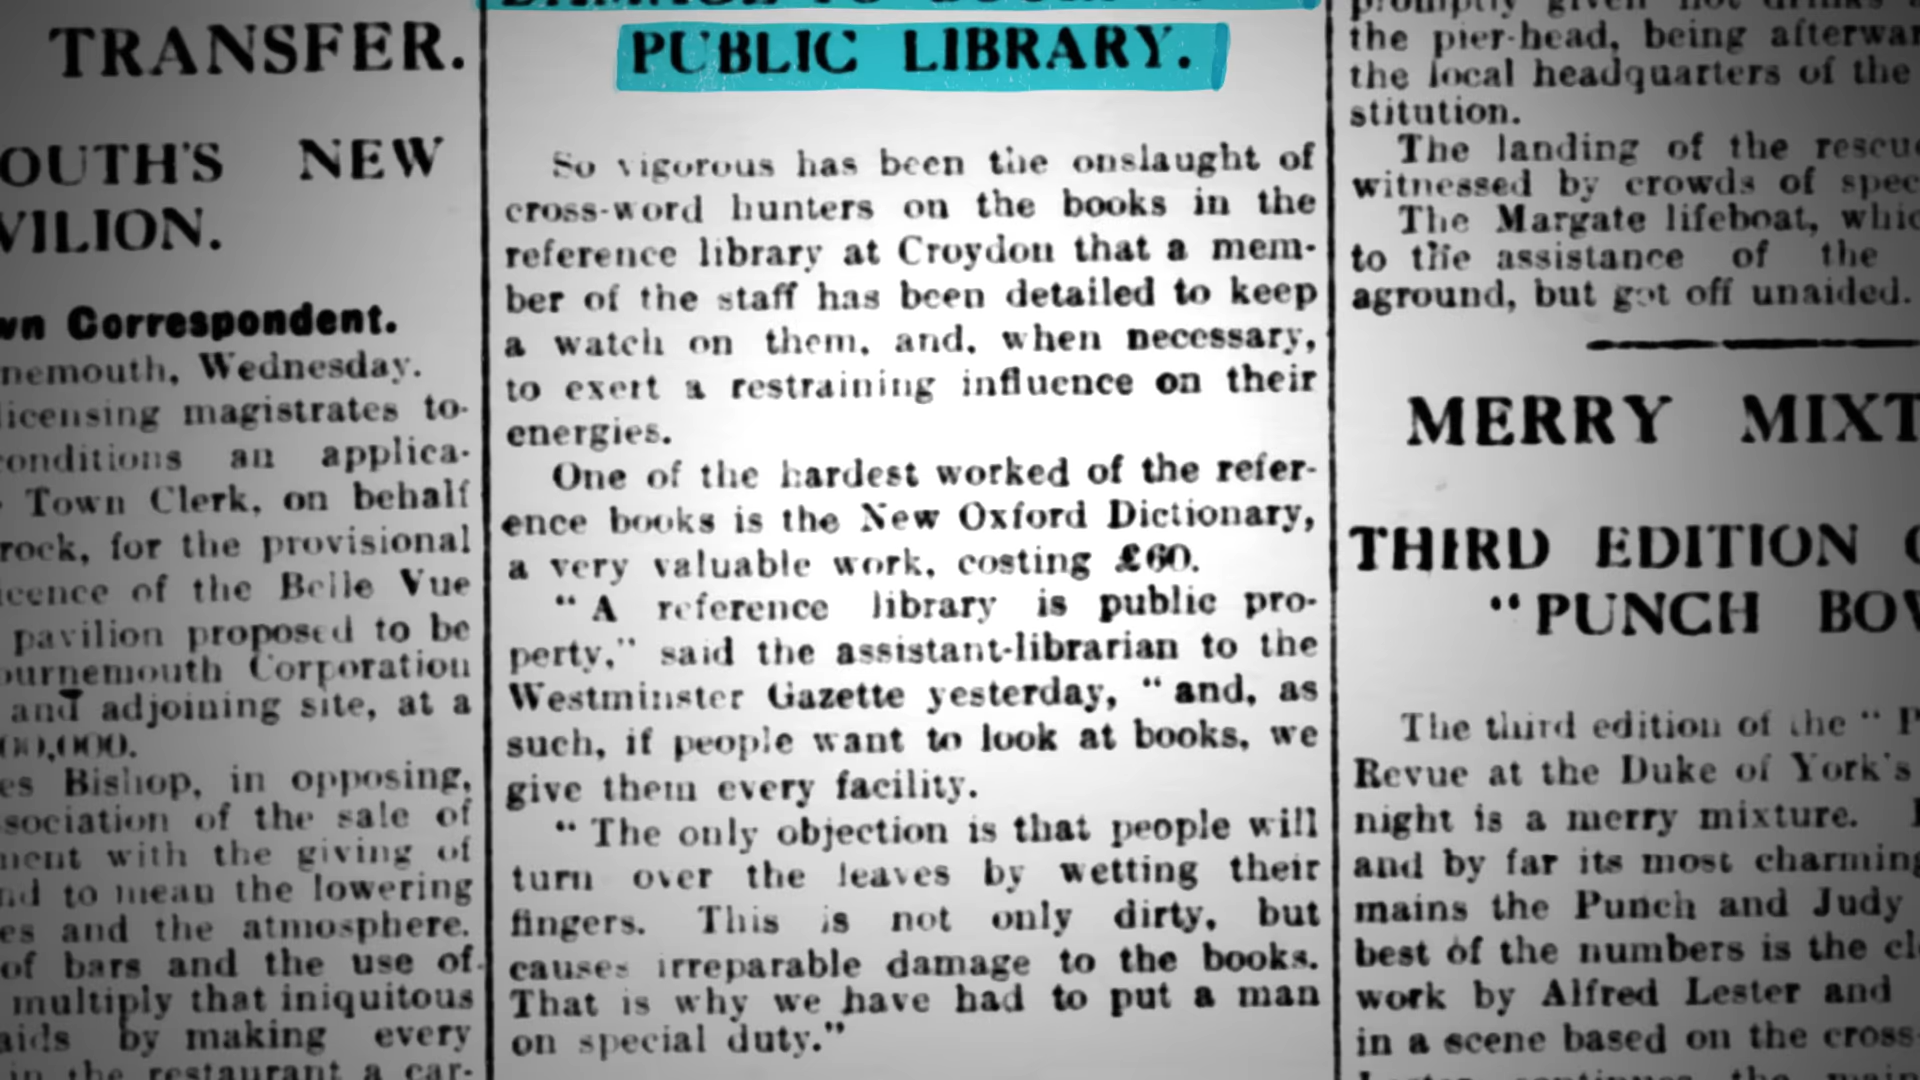 TRANSFER.
OUTH'S NEW
VILION.
wn Correspondent.
nemouth, Wednesday.
licensing magistrates to-
conditions an applica-
Town Clerk, on behalf
rock, for the provisional
icence of the Belle Vue
pavilion proposed to be
ournemouth Corporation
and adjoining site, at a
00,000.
es Bishop, in opposing,
sociation of the sale of
ment with the giving of
nd to mean the lowering
es and the atmosphere.
of bars and the use of
multiply that iniquitous
aids by making every
in the restaurant a car-
DAMAGE TO
PUBLIC LIBRARY.
So vigorous has been the onslaught of
cross-word hunters on the books in the
reference library at Croydon that a mem-
ber of the staff has been detailed to keep
a watch on them, and, when necessary,
to exert a restraining influence on their
energies.
One of the hardest worked of the refer-
ence books is the New Oxford Dictionary,
a very valuable work, costing £60.
"A reference library is public pro-
perty," said the assistant-librarian to the
Westminster Gazette yesterday, "and, as
such, if people want to look at books, we
give them every facility.
"The only objection is that people will
turn over the leaves by wetting their
fingers. This is not only dirty, but
causes irreparable damage to the books.
That is why we have had to put a man
on special duty."
promptly given hot drinks a
the pier-head, being afterwar
the local headquarters of the
stitution.
The landing of the rescue
witnessed by crowds of spec
The Margate lifeboat, whic
to the assistance of the
aground, but got off unaided.
MERRY MIXT
THIRD EDITION O
"PUNCH BOW
The third edition of the "P
Revue at the Duke of York's
night is a merry mixture.
and by far its most charming
mains the Punch and Judy
best of the numbers is the cl
work by Alfred Lester and
in a scene based on the cross-